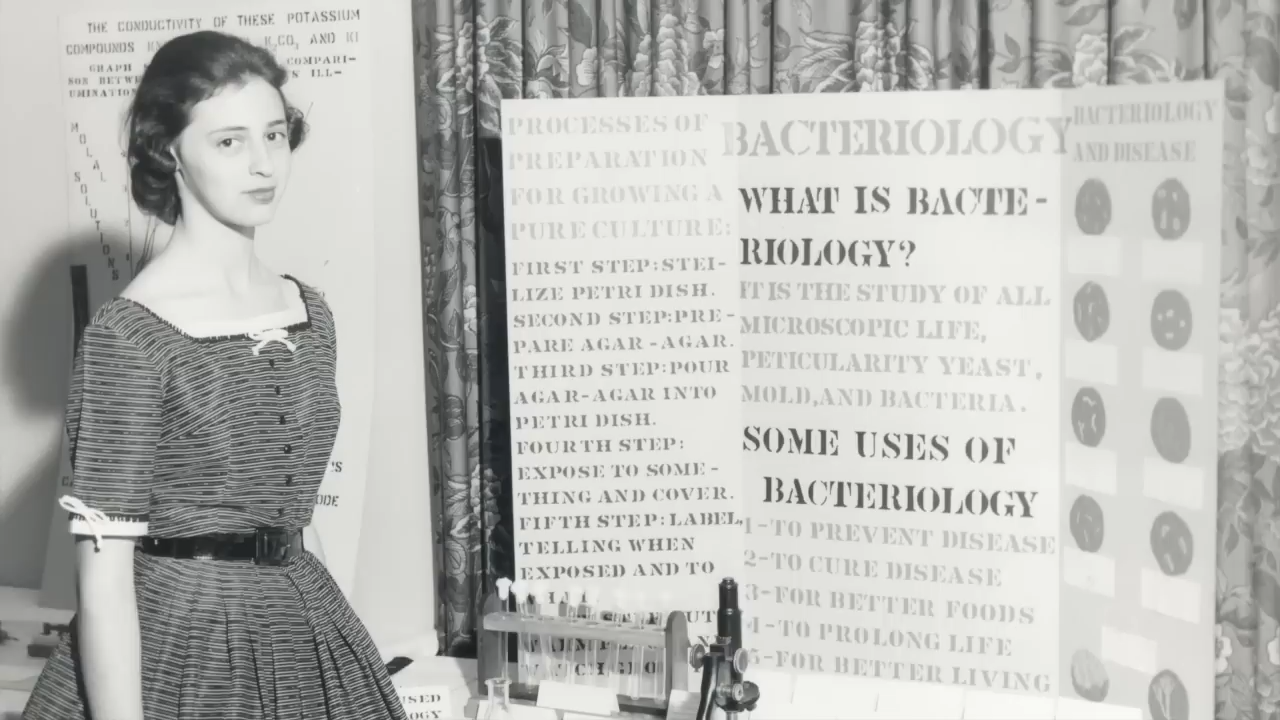 THE CONDUCTIVITY OF THESE POTASSIUM
COMPOUNDS K₂CO₃ AND KI
GRAPH COMPARI-
SON BETWE ILL-
UMINATION
MOLAL
SOLUTIONS
PROCESSES OF
PREPARATION
FOR GROWING A
PURE CULTURE:
FIRST STEP:STEI-
LIZE PETRI DISH.
SECOND STEP:PRE-
PARE AGAR-AGAR.
THIRD STEP:POUR
AGAR-AGAR INTO
PETRI DISH.
FOURTH STEP:
EXPOSE TO SOME-
THING AND COVER.
FIFTH STEP:LABEL,
TELLING WHEN
EXPOSED AND TO
BACTERIOLOGY
WHAT IS BACTE-
RIOLOGY?
IT IS THE STUDY OF ALL
MICROSCOPIC LIFE,
PETICULARITY YEAST,
MOLD,AND BACTERIA.
SOME USES OF
BACTERIOLOGY
1-TO PREVENT DISEASE
2-TO CURE DISEASE
3-FOR BETTER FOODS
4-TO PROLONG LIFE
5-FOR BETTER LIVING
BACTERIOLOGY
AND DISEASE